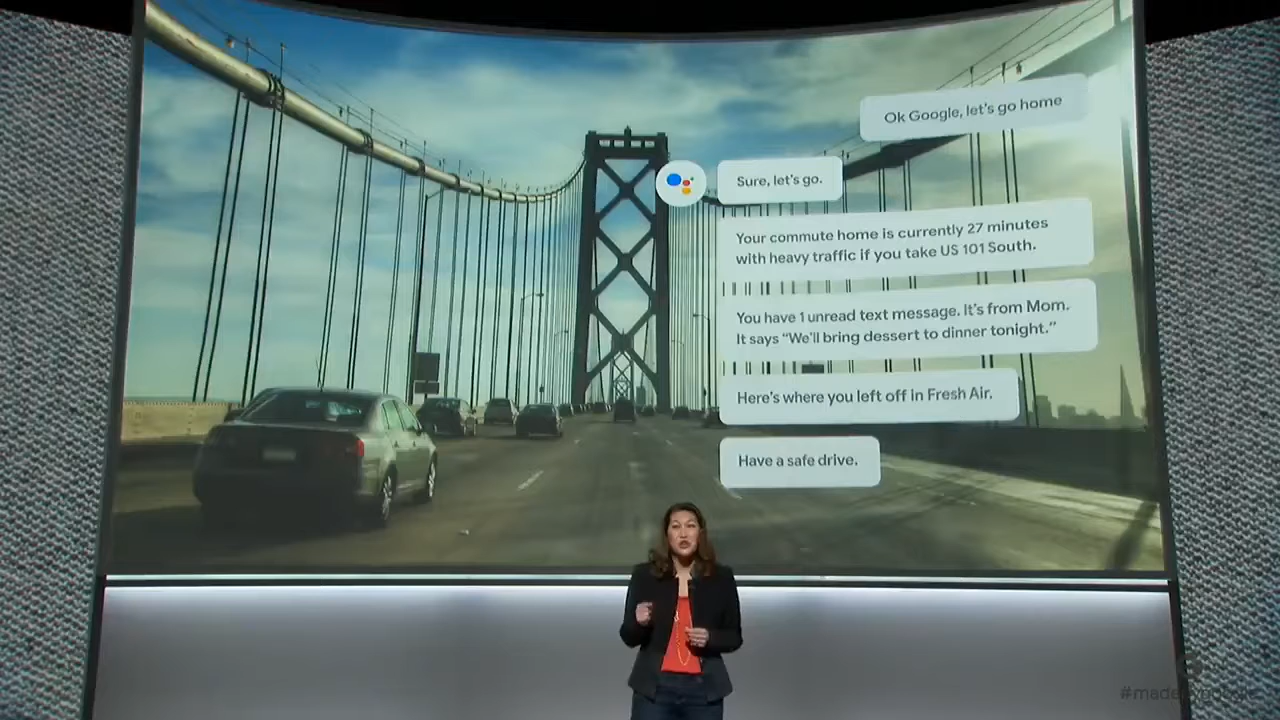 Ok Google, let's go home
Sure, let's go.
Your commute home is currently 27 minutes
with heavy traffic if you take US 101 South.
You have 1 unread text message. It's from Mom.
It says “We'll bring dessert to dinner tonight.”
Here's where you left off in Fresh Air.
Have a safe drive.